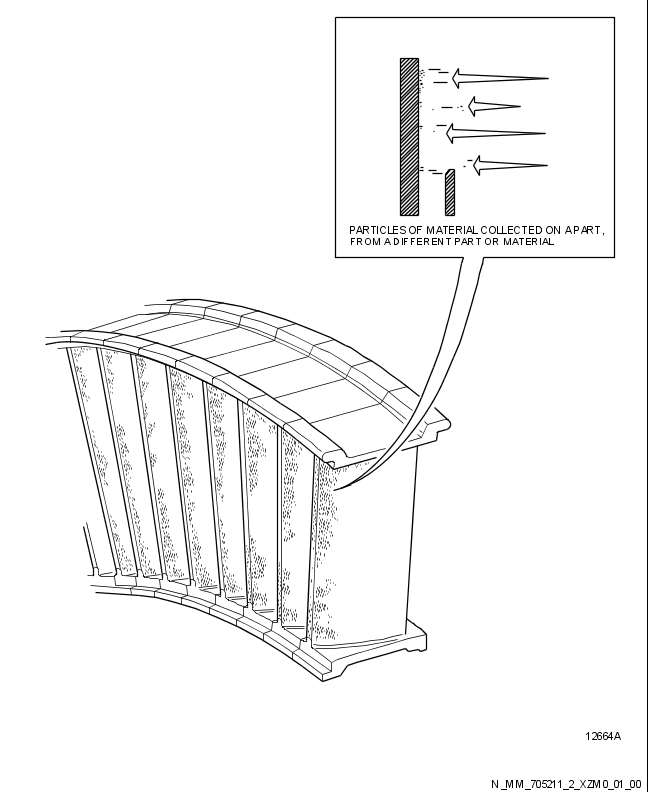 PARTICLES OF MATERIAL COLLECTED ON A PART,
FROM A DIFFERENT PART OR MATERIAL
12664A
N_MM_705211_2_XZM0_01_00